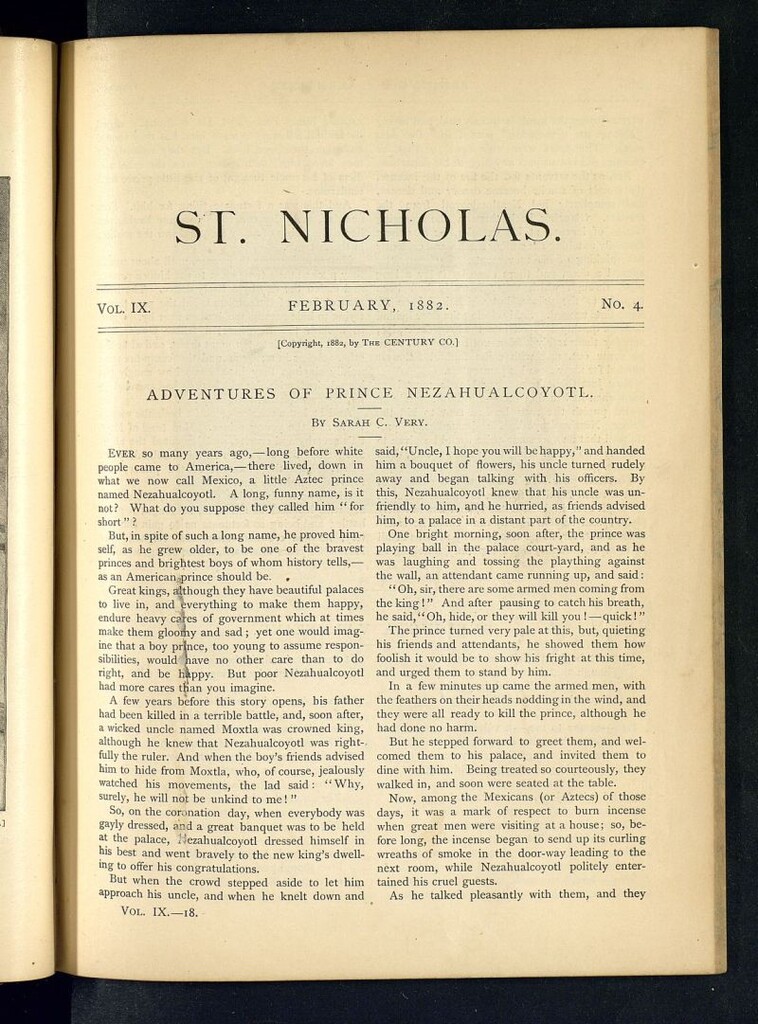 ST. NICHOLAS.
VOL. IX. FEBRUARY, 1882. No. 4.
[Copyright, 1882, by THE CENTURY CO.]
ADVENTURES OF PRINCE NEZAHUALCOYOTL.
BY SARAH C. VERY.
EVER so many years ago,—long before white
people came to America,—there lived, down in
what we now call Mexico, a little Aztec prince
named Nezahualcoyotl. A long, funny name, is it
not? What do you suppose they called him "for
short"?
But, in spite of such a long name, he proved him-
self, as he grew older, to be one of the bravest
princes and brightest boys of whom history tells,—
as an American prince should be.
Great kings, although they have beautiful palaces
to live in, and everything to make them happy,
endure heavy cares of government which at times
make them gloomy and sad; yet one would imag-
ine that a boy prince, too young to assume respon-
sibilities, would have no other care than to do
right, and be happy. But poor Nezahualcoyotl
had more cares than you imagine.
A few years before this story opens, his father
had been killed in a terrible battle, and, soon after,
a wicked uncle named Moxtla was crowned king,
although he knew that Nezahualcoyotl was right-
fully the ruler. And when the boy's friends advised
him to hide from Moxtla, who, of course, jealously
watched his movements, the lad said: "Why,
surely, he will not be unkind to me!"
So, on the coronation day, when everybody was
gayly dressed, and a great banquet was to be held
at the palace, Nezahualcoyotl dressed himself in
his best and went bravely to the new king's dwell-
ing to offer his congratulations.
But when the crowd stepped aside to let him
approach his uncle, and when he knelt down and
VOL. IX.—18.
said, "Uncle, I hope you will be happy," and handed
him a bouquet of flowers, his uncle turned rudely
away and began talking with his officers. By
this, Nezahualcoyotl knew that his uncle was un-
friendly to him, and he hurried, as friends advised
him, to a palace in a distant part of the country.
One bright morning, soon after, the prince was
playing ball in the palace court-yard, and as he
was laughing and tossing the plaything against
the wall, an attendant came running up, and said:
"Oh, sir, there are some armed men coming from
the king!" And after pausing to catch his breath,
he said, "Oh, hide, or they will kill you!—quick!"
The prince turned very pale at this, but, quieting
his friends and attendants, he showed them how
foolish it would be to show his fright at this time,
and urged them to stand by him.
In a few minutes up came the armed men, with
the feathers on their heads nodding in the wind, and
they were all ready to kill the prince, although he
had done no harm.
But he stepped forward to greet them, and wel-
comed them to his palace, and invited them to
dine with him. Being treated so courteously, they
walked in, and soon were seated at the table.
Now, among the Mexicans (or Aztecs) of those
days, it was a mark of respect to burn incense
when great men were visiting at a house; so, be-
fore long, the incense began to send up its curling
wreaths of smoke in the door-way leading to the
next room, while Nezahualcoyotl politely enter-
tained his cruel guests.
As he talked pleasantly with them, and they